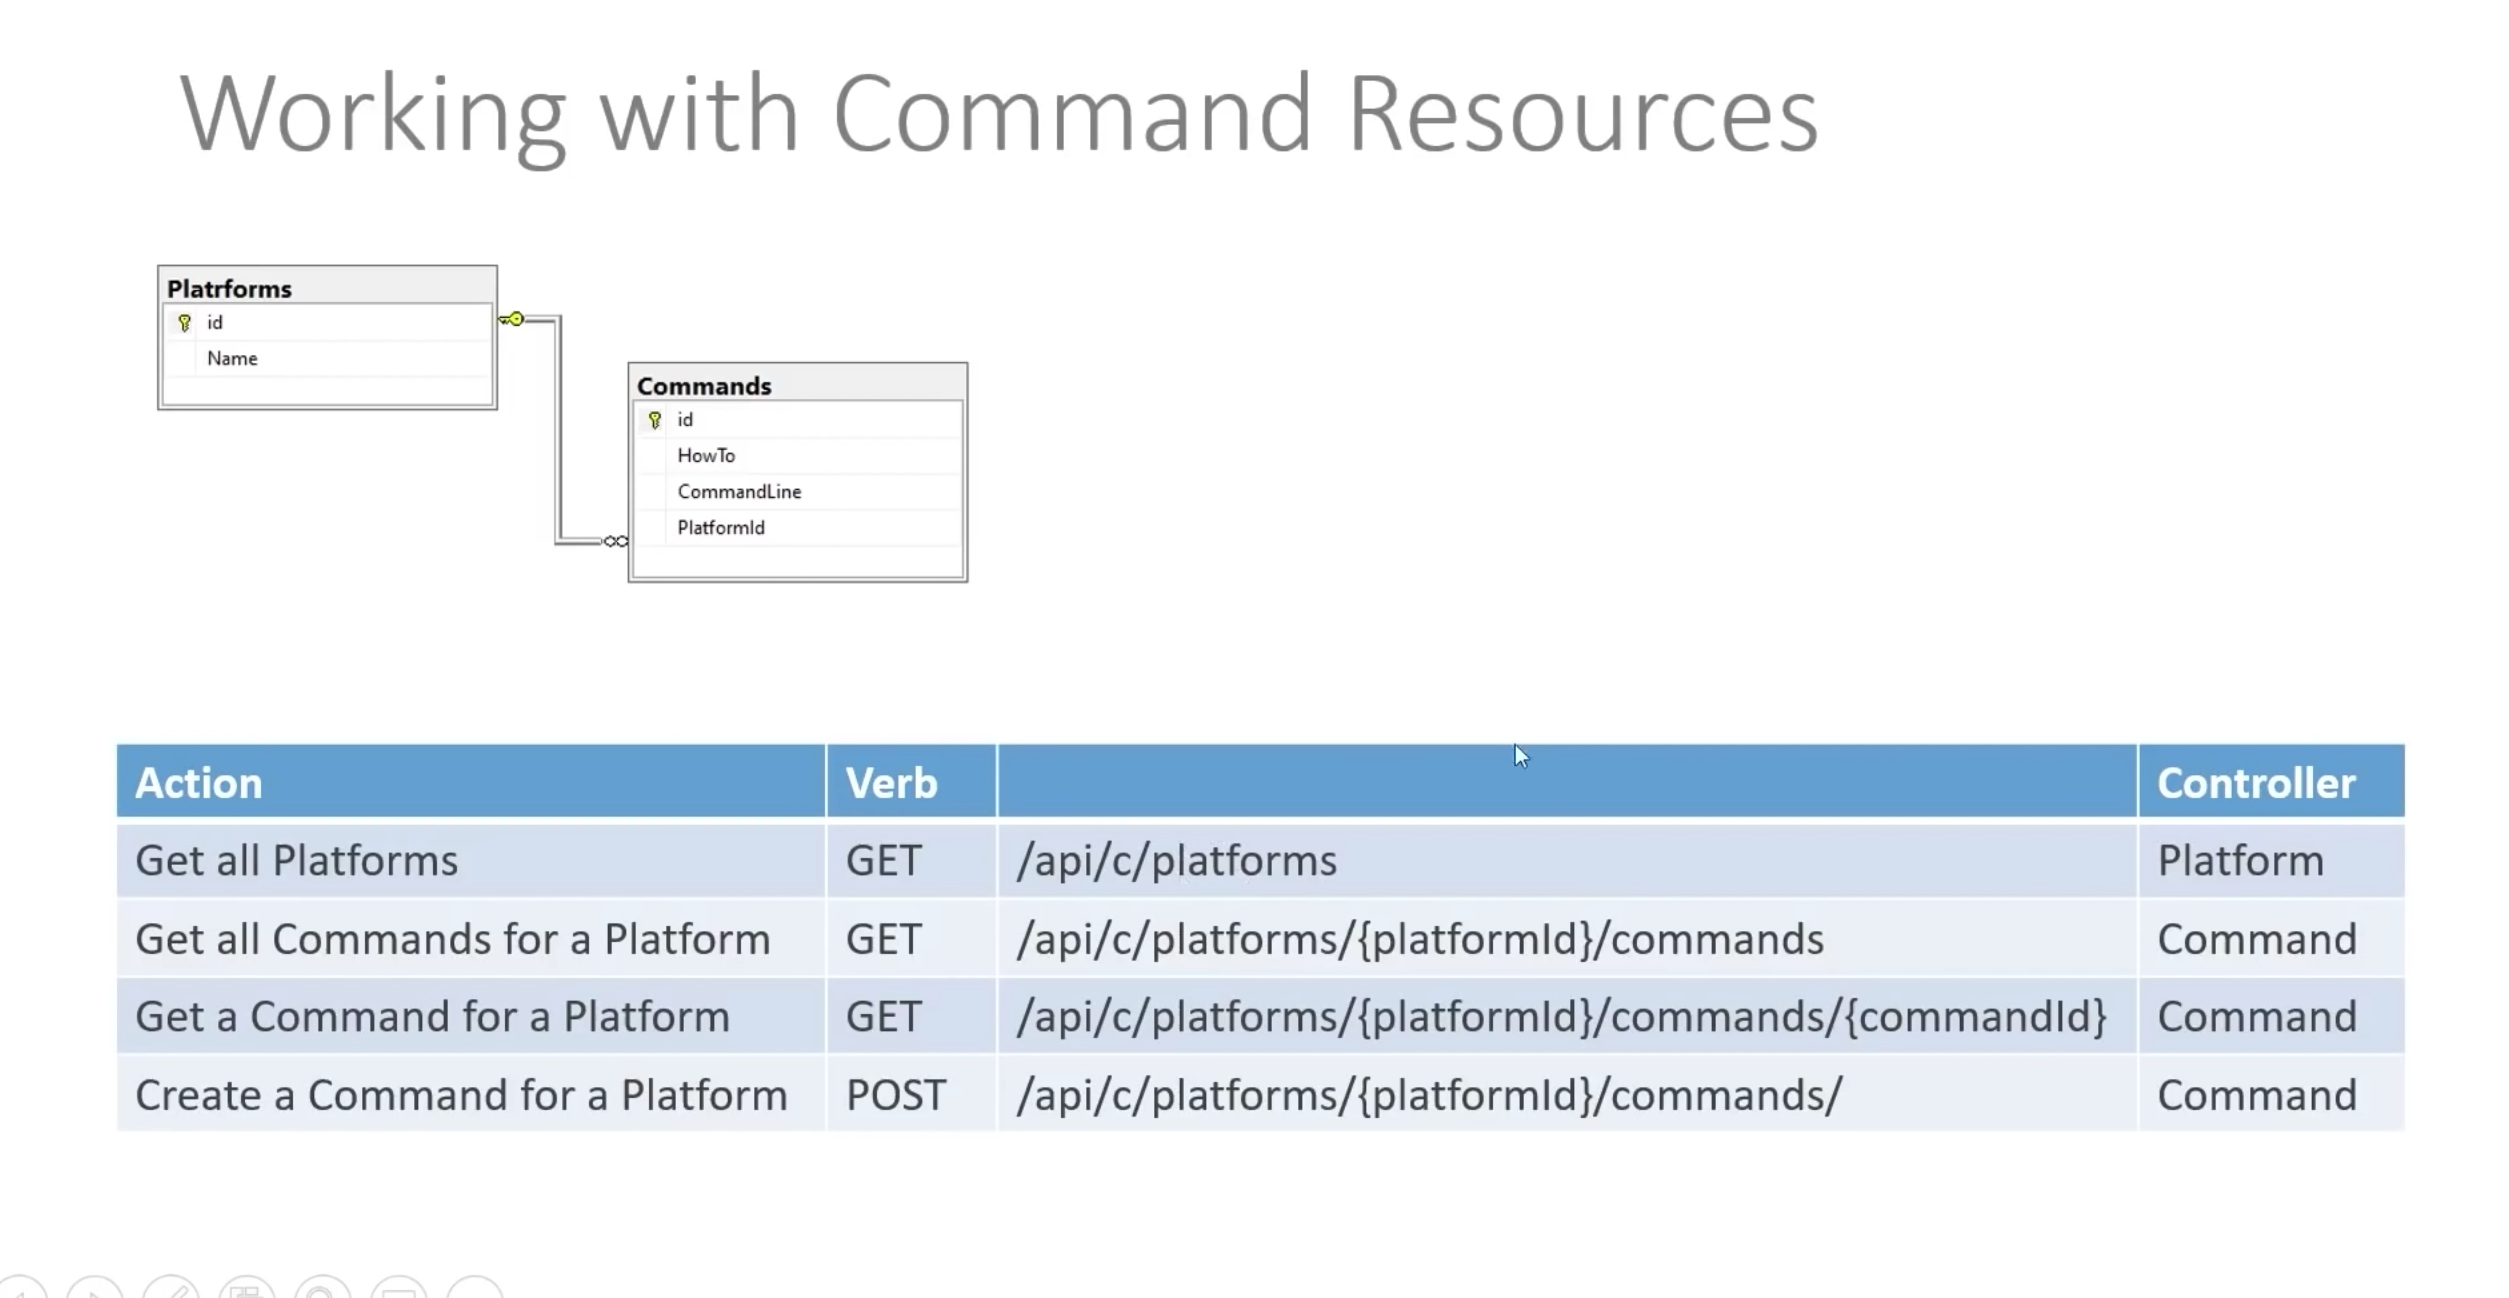 Working with Command Resources
Platrforms
id
Name
Commands
id
HowTo
CommandLine
PlatformId
Action Verb Controller
Get all Platforms GET /api/c/platforms Platform
Get all Commands for a Platform GET /api/c/platforms/{platformId}/commands Command
Get a Command for a Platform GET /api/c/platforms/{platformId}/commands/{commandId} Command
Create a Command for a Platform POST /api/c/platforms/{platformId}/commands/ Command